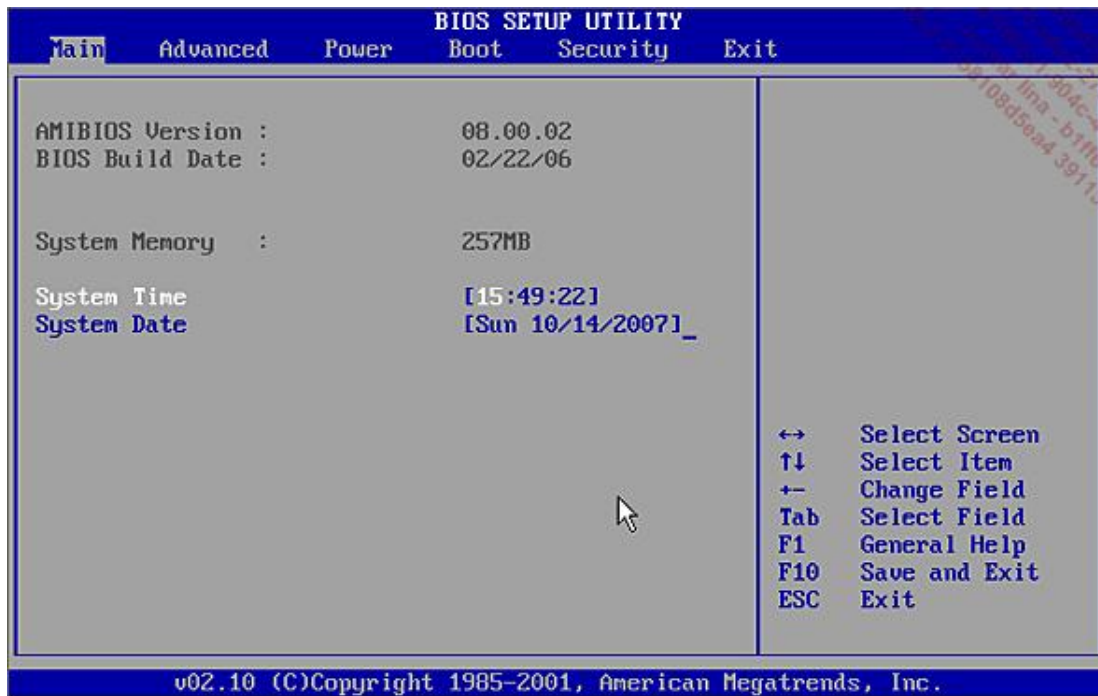 BIOS SETUP UTILITY
Main Advanced Power Boot Security Exit
AMIBIOS Version : 08.00.02
BIOS Build Date : 02/22/06
System Memory : 257MB
System Time [15:49:22]
System Date [Sun 10/14/2007]_
↔ Select Screen
↑↓ Select Item
+- Change Field
Tab Select Field
F1 General Help
F10 Save and Exit
ESC Exit
v02.10 (C)Copyright 1985-2001, American Megatrends, Inc.